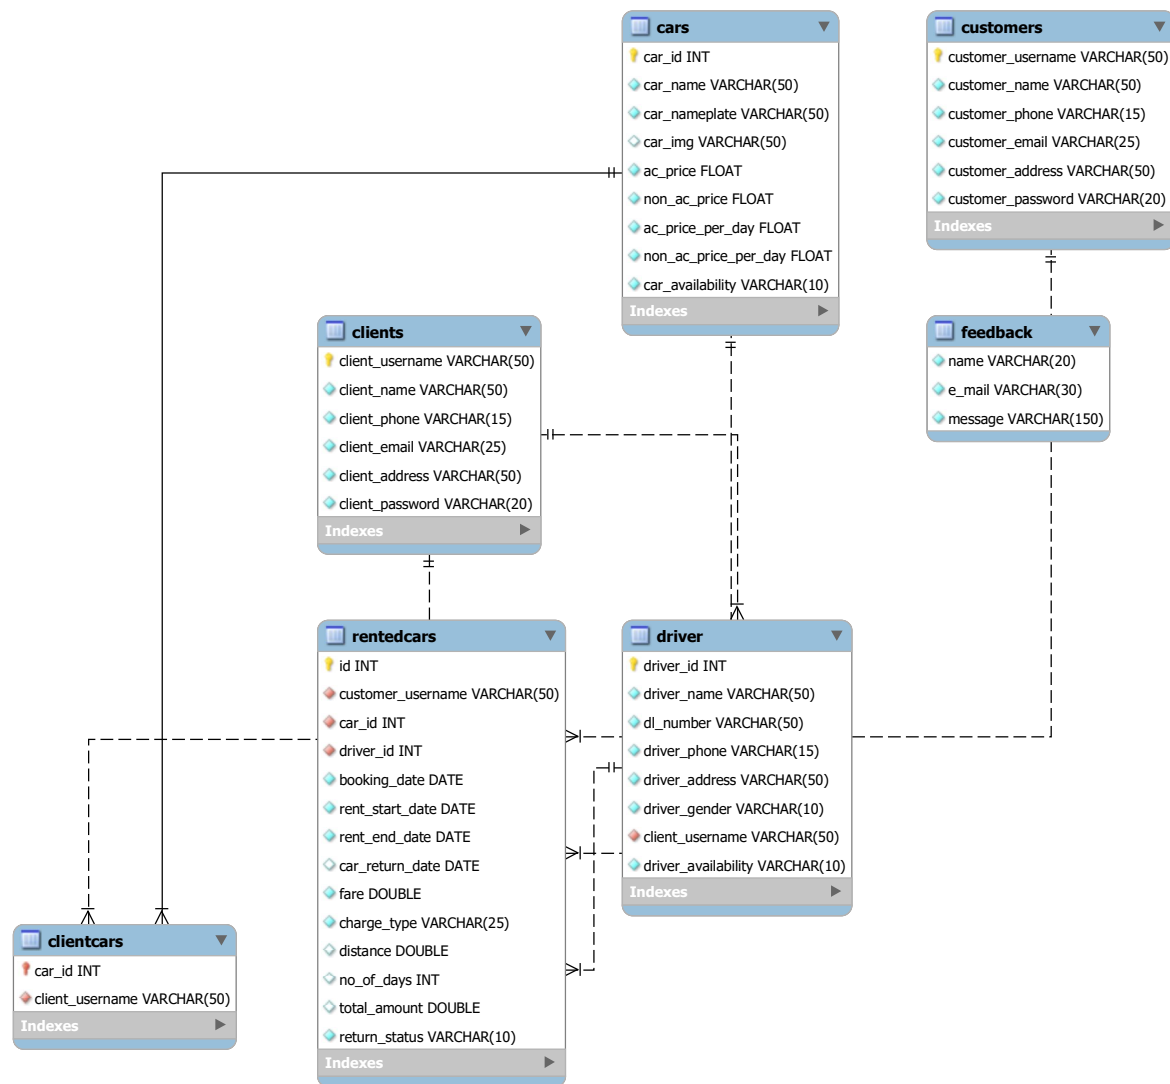 cars
car_id INT
car_name VARCHAR(50)
car_nameplate VARCHAR(50)
car_img VARCHAR(50)
ac_price FLOAT
non_ac_price FLOAT
ac_price_per_day FLOAT
non_ac_price_per_day FLOAT
car_availability VARCHAR(10)
Indexes
customers
customer_username VARCHAR(50)
customer_name VARCHAR(50)
customer_phone VARCHAR(15)
customer_email VARCHAR(25)
customer_address VARCHAR(50)
customer_password VARCHAR(20)
Indexes
clients
client_username VARCHAR(50)
client_name VARCHAR(50)
client_phone VARCHAR(15)
client_email VARCHAR(25)
client_address VARCHAR(50)
client_password VARCHAR(20)
Indexes
feedback
name VARCHAR(20)
e_mail VARCHAR(30)
message VARCHAR(150)
rentedcars
id INT
customer_username VARCHAR(50)
car_id INT
driver_id INT
booking_date DATE
rent_start_date DATE
rent_end_date DATE
car_return_date DATE
fare DOUBLE
charge_type VARCHAR(25)
distance DOUBLE
no_of_days INT
total_amount DOUBLE
return_status VARCHAR(10)
Indexes
driver
driver_id INT
driver_name VARCHAR(50)
dl_number VARCHAR(50)
driver_phone VARCHAR(15)
driver_address VARCHAR(50)
driver_gender VARCHAR(10)
client_username VARCHAR(50)
driver_availability VARCHAR(10)
Indexes
clientcars
car_id INT
client_username VARCHAR(50)
Indexes